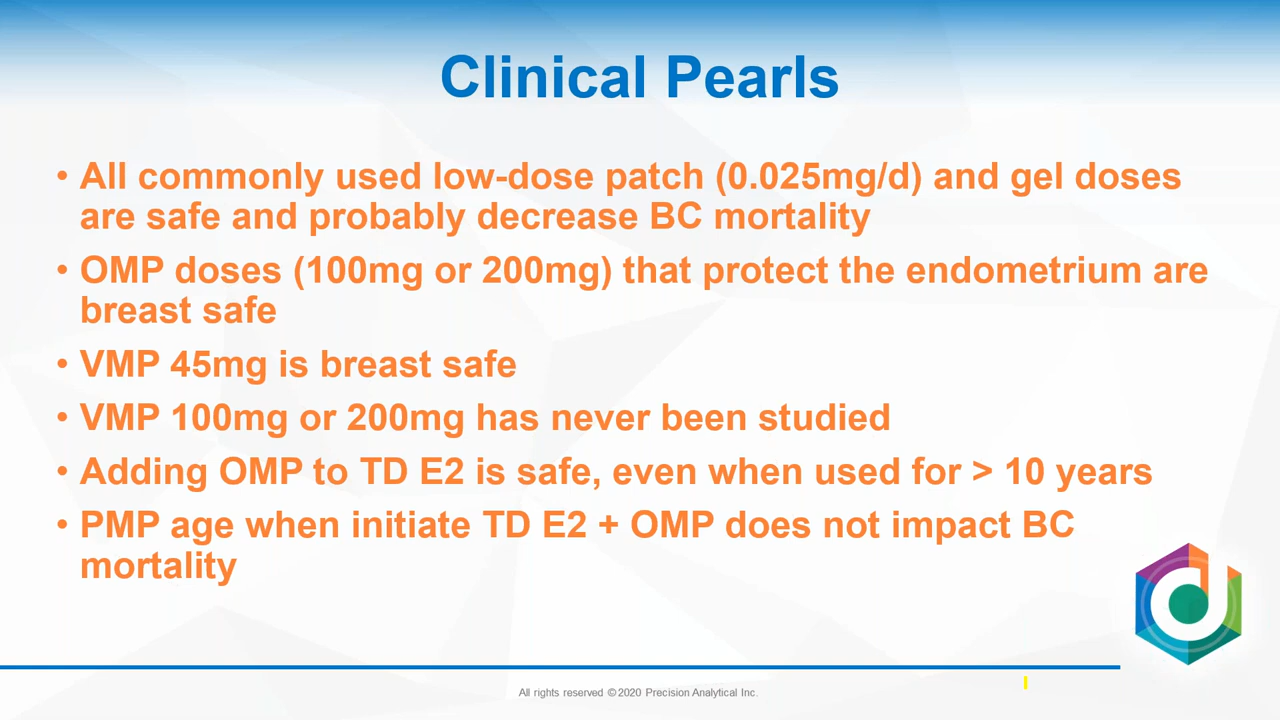 Clinical Pearls
• All commonly used low-dose patch (0.025mg/d) and gel doses
are safe and probably decrease BC mortality
• OMP doses (100mg or 200mg) that protect the endometrium are
breast safe
• VMP 45mg is breast safe
• VMP 100mg or 200mg has never been studied
• Adding OMP to TD E2 is safe, even when used for > 10 years
• PMP age when initiate TD E2 + OMP does not impact BC
mortality
All rights reserved ©2020 Precision Analytical Inc.